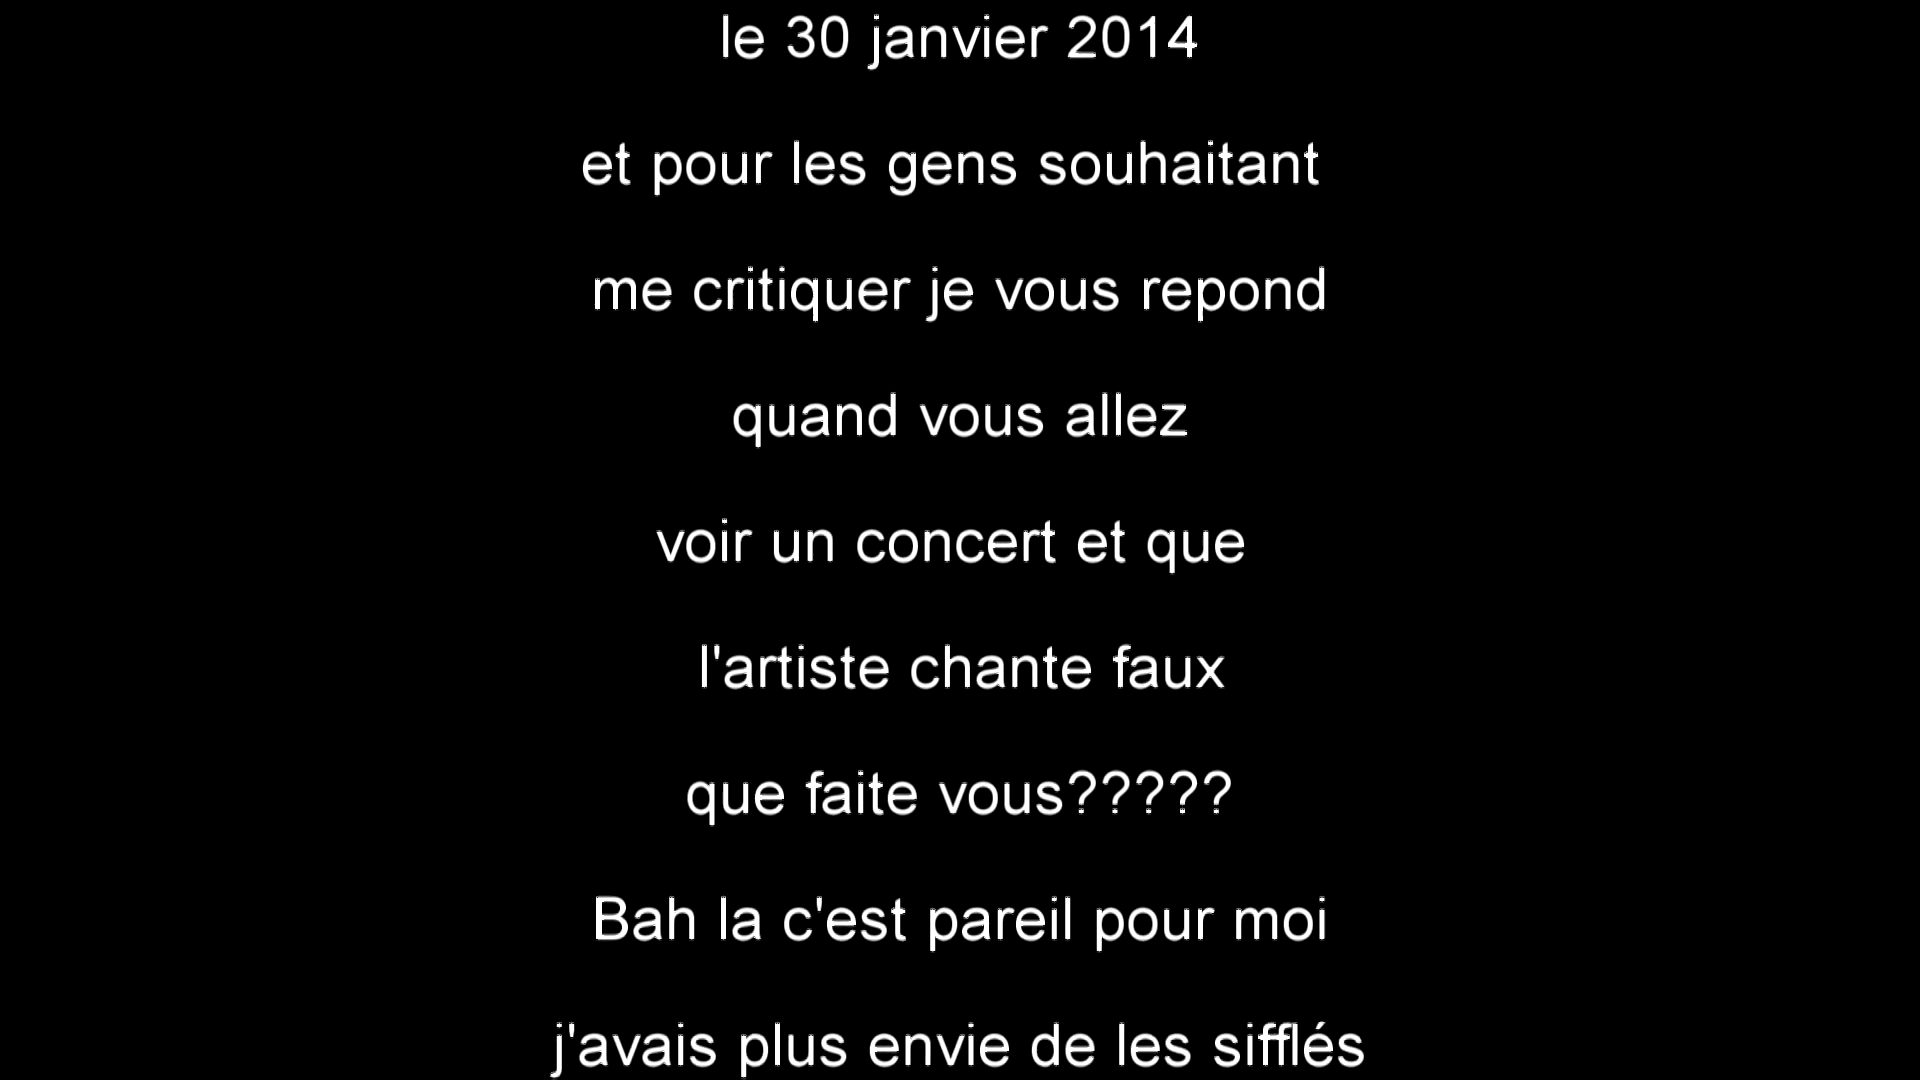 le 30 janvier 2014
et pour les gens souhaitant
me critiquer je vous repond
quand vous allez
voir un concert et que
l'artiste chante faux
que faite vous?????
Bah la c'est pareil pour moi
j'avais plus envie de les sifflés